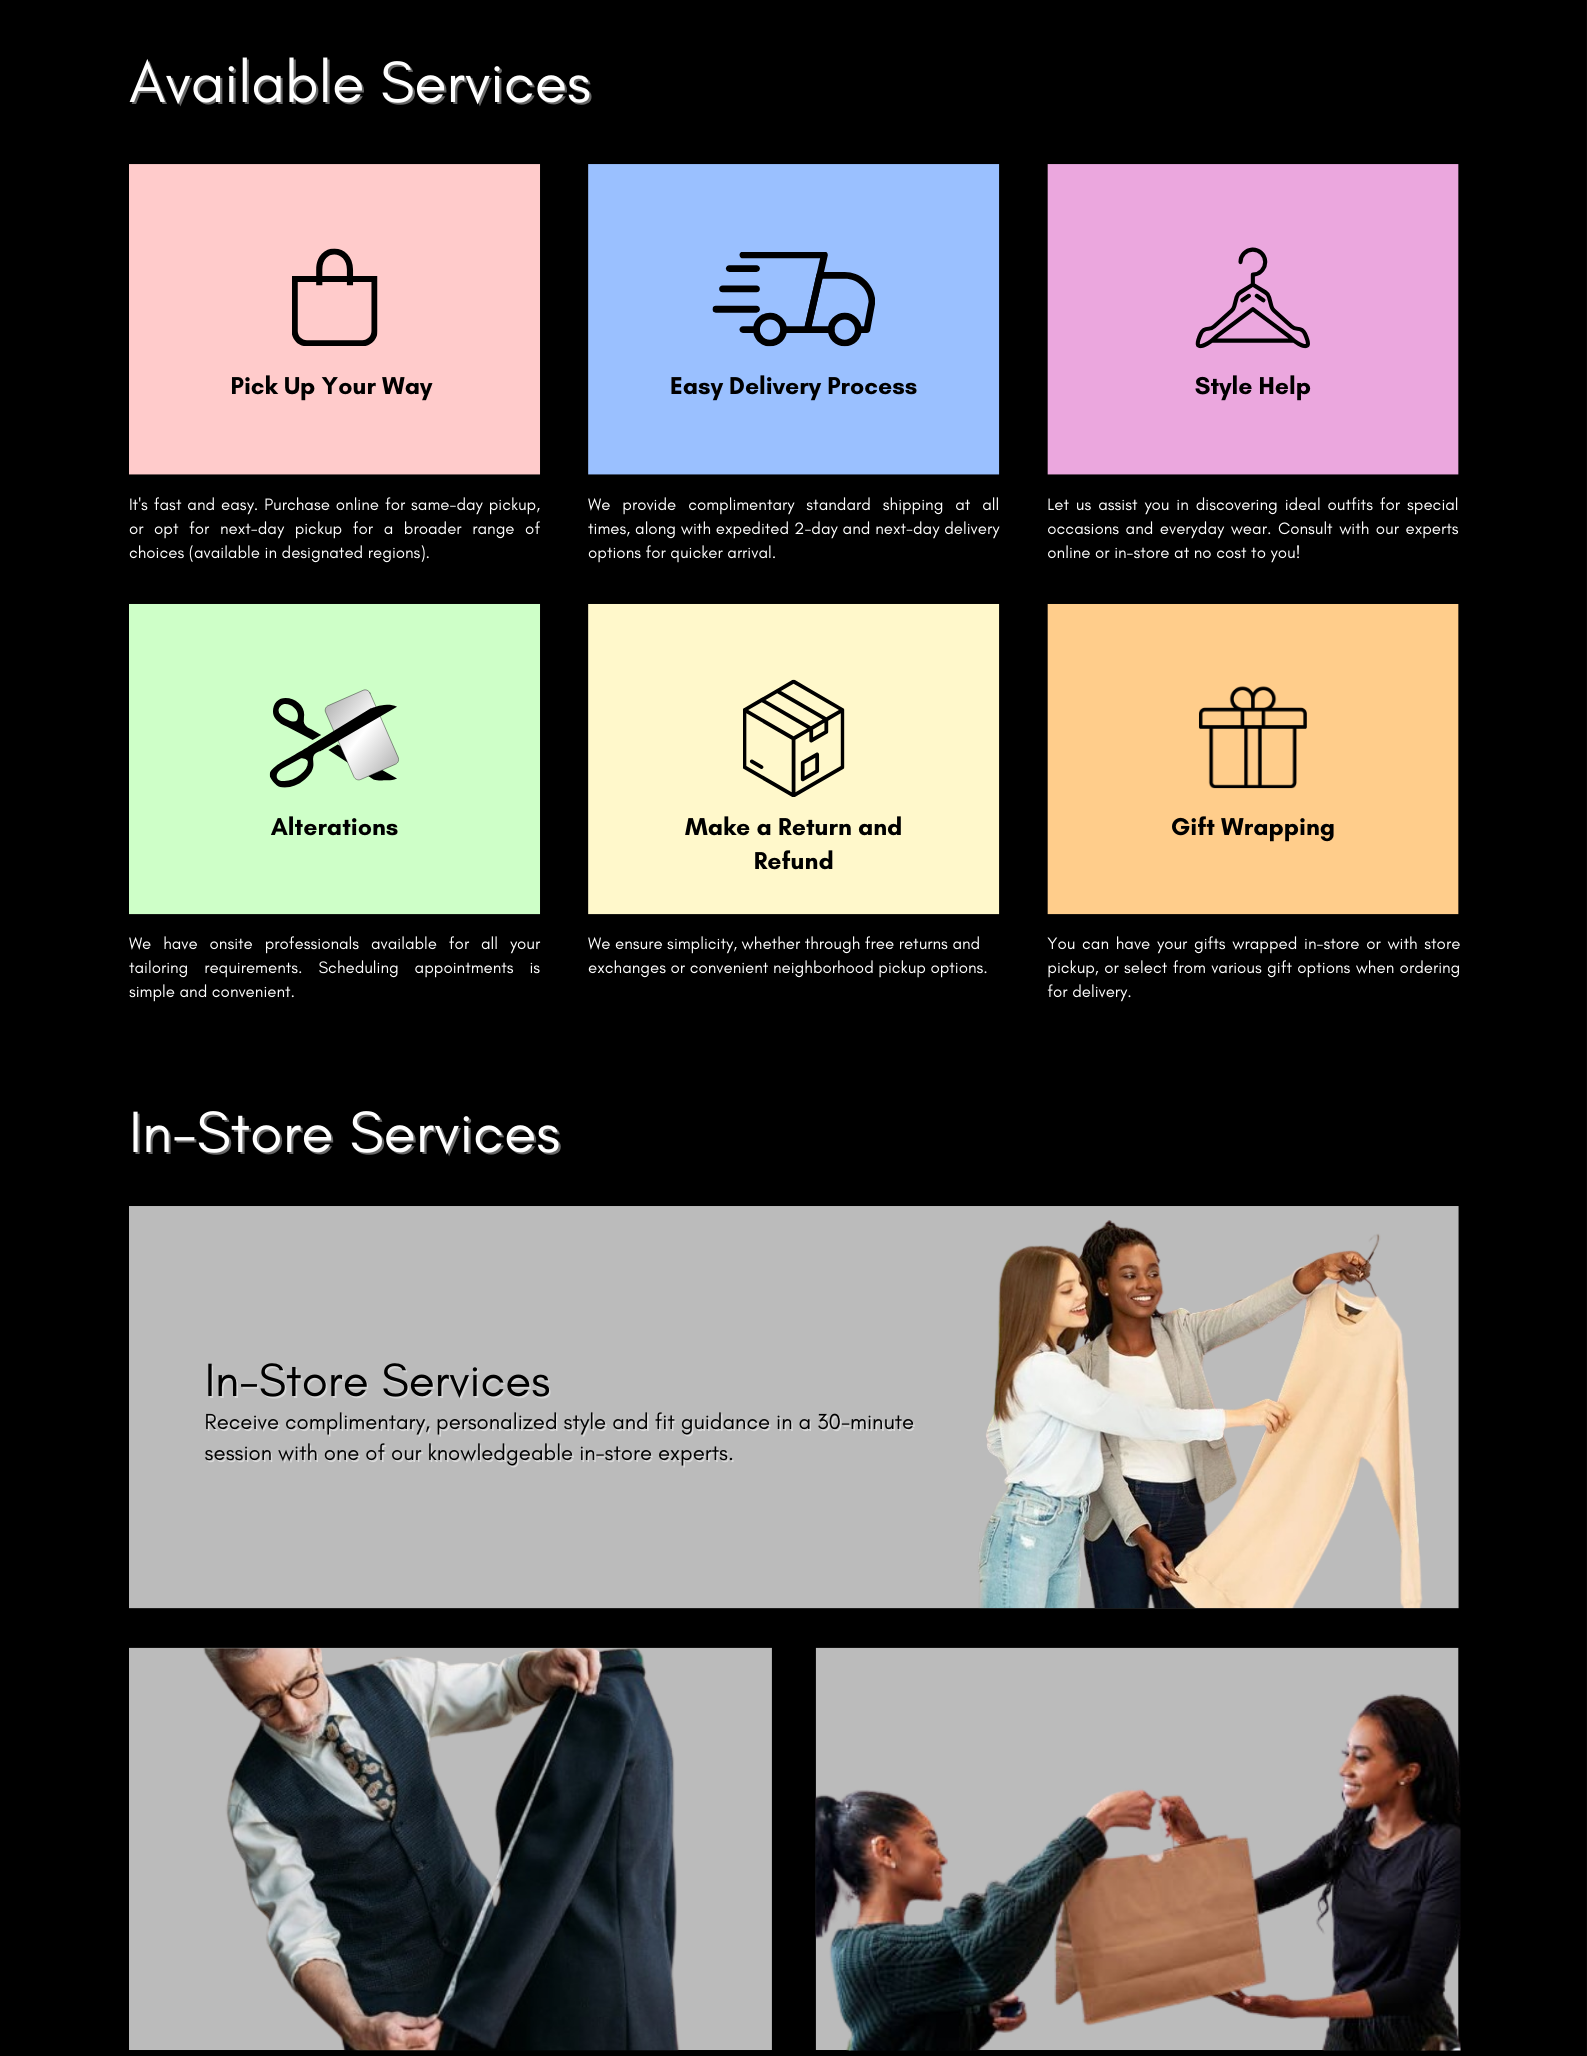 Available Services
Pick Up Your Way
Easy Delivery Process
Style Help
It's fast and easy. Purchase online for same-day pickup,
or opt for next-day pickup for a broader range of
choices (available in designated regions).
We provide complimentary standard shipping at all
times, along with expedited 2-day and next-day delivery
options for quicker arrival.
Let us assist you in discovering ideal outfits for special
occasions and everyday wear. Consult with our experts
online or in-store at no cost to you!
Alterations
Make a Return and
Refund
Gift Wrapping
We have onsite professionals available for all your
tailoring requirements. Scheduling appointments is
simple and convenient.
We ensure simplicity, whether through free returns and
exchanges or convenient neighborhood pickup options.
You can have your gifts wrapped in-store or with store
pickup, or select from various gift options when ordering
for delivery.
In-Store Services
In-Store Services
Receive complimentary, personalized style and fit guidance in a 30-minute
session with one of our knowledgeable in-store experts.